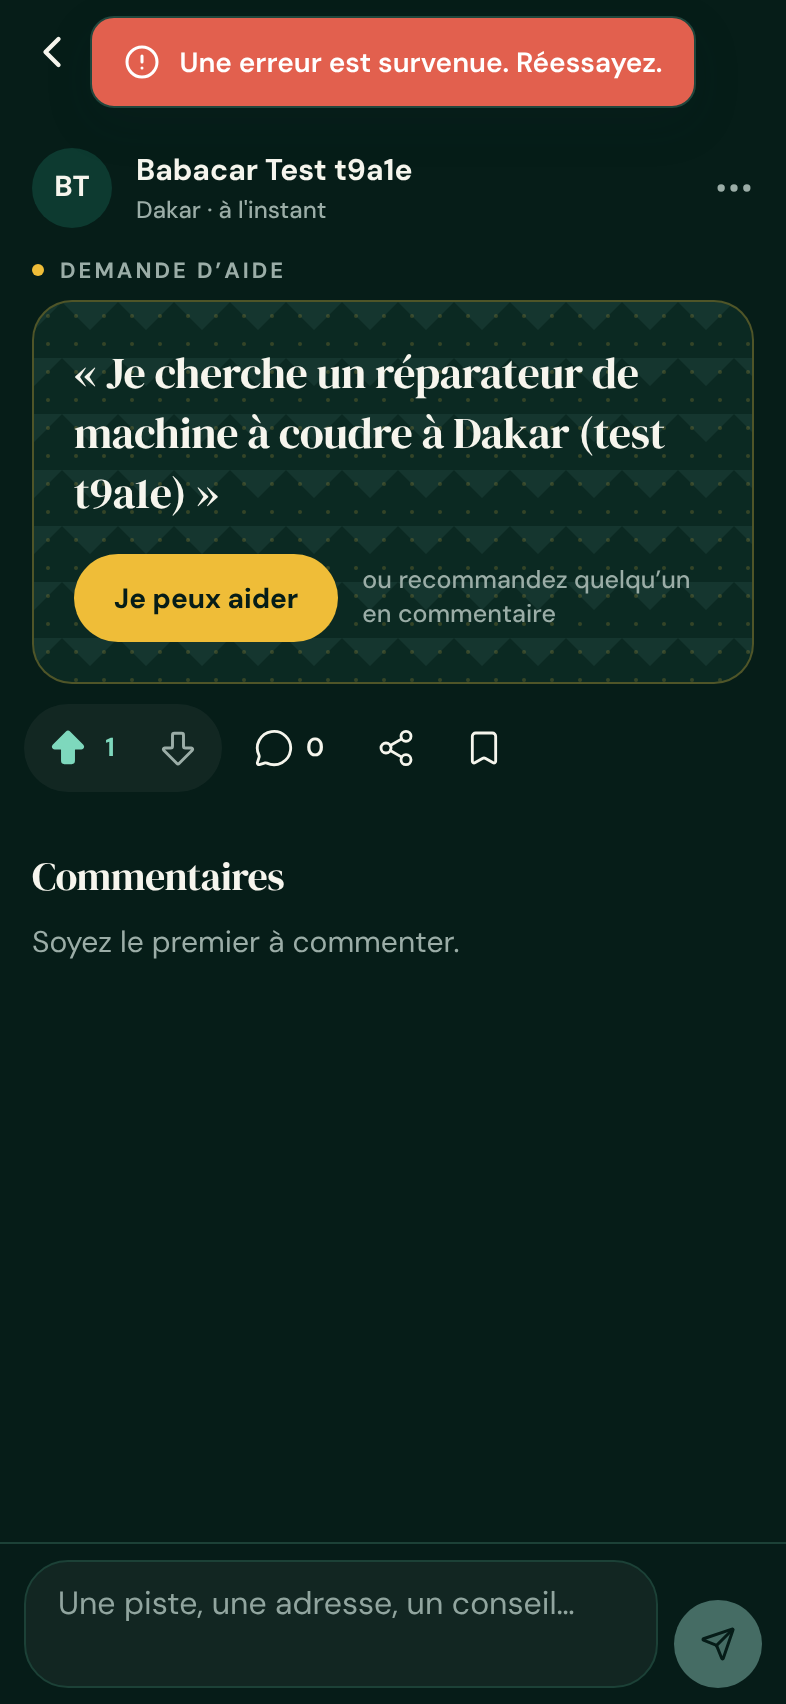 Une erreur est survenue. Réessayez.
BT
Babacar Test t9a1e
Dakar · à l'instant
DEMANDE D’AIDE
« Je cherche un réparateur de
machine à coudre à Dakar (test
t9a1e) »
Je peux aider
ou recommandez quelqu’un
en commentaire
1
0
Commentaires
Soyez le premier à commenter.
Une piste, une adresse, un conseil…